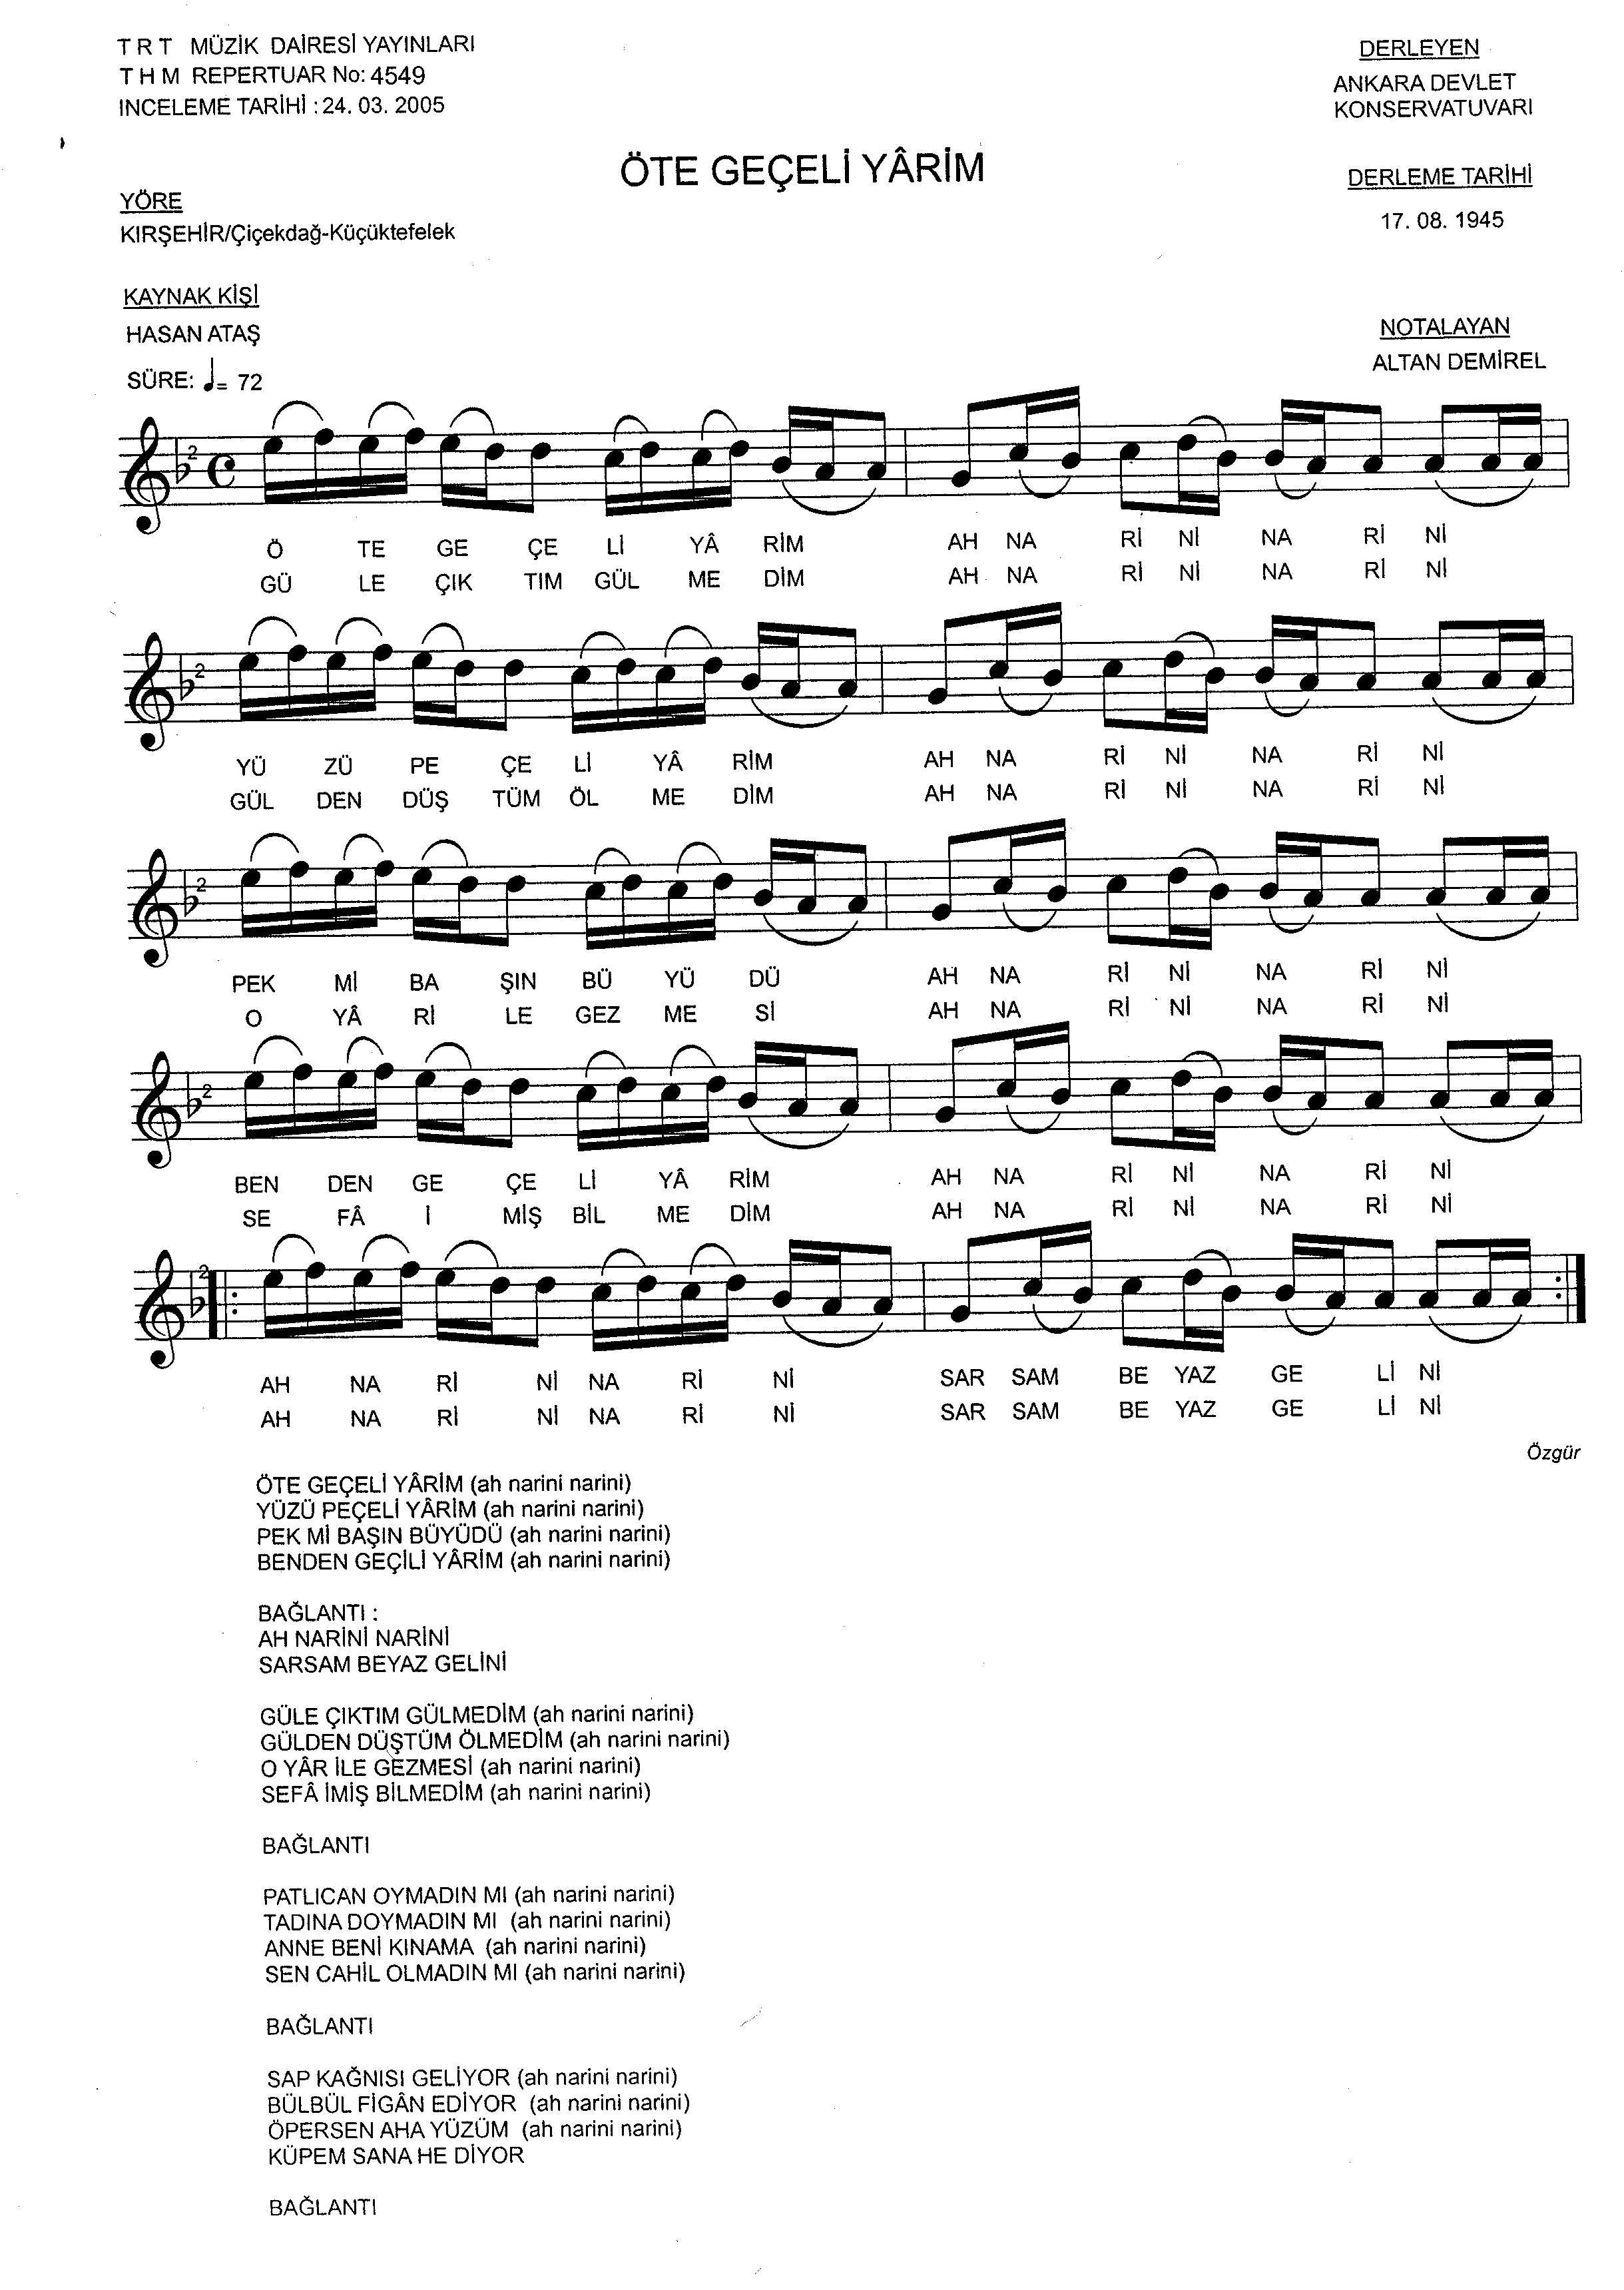 T R T MÜZİK DAİRESİ YAYINLARI
T H M REPERTUAR No: 4549
INCELEME TARİHİ : 24. 03. 2005
DERLEYEN
ANKARA DEVLET
KONSERVATUVARI
ÖTE GEÇELİ YÂRİM
DERLEME TARİHİ
17. 08. 1945
YÖRE
KIRŞEHİR/Çiçekdağ-Küçüktefelek
KAYNAK KİŞİ
HASAN ATAŞ
NOTALAYAN
ALTAN DEMİREL
SÜRE: ♩= 72
Ö TE GE ÇE Lİ YÂ RİM AH NA Rİ Nİ NA Rİ Nİ
GÜ LE ÇIK TIM GÜL ME DİM AH NA Rİ Nİ NA Rİ Nİ
YÜ ZÜ PE ÇE Lİ YÂ RİM AH NA Rİ Nİ NA Rİ Nİ
GÜL DEN DÜŞ TÜM ÖL ME DİM AH NA Rİ Nİ NA Rİ Nİ
PEK Mİ BA ŞIN BÜ YÜ DÜ AH NA Rİ Nİ NA Rİ Nİ
O YÂ Rİ LE GEZ ME Sİ AH NA Rİ Nİ NA Rİ Nİ
BEN DEN GE ÇE Lİ YÂ RİM AH NA Rİ Nİ NA Rİ Nİ
SE FÂ İ MİŞ BİL ME DİM AH NA Rİ Nİ NA Rİ Nİ
AH NA Rİ Nİ NA Rİ Nİ SAR SAM BE YAZ GE Lİ Nİ
AH NA Rİ Nİ NA Rİ Nİ SAR SAM BE YAZ GE Lİ Nİ
Özgür
ÖTE GEÇELİ YÂRİM (ah narini narini)
YÜZÜ PEÇELİ YÂRİM (ah narini narini)
PEK Mİ BAŞIN BÜYÜDÜ (ah narini narini)
BENDEN GEÇİLİ YÂRİM (ah narini narini)
BAĞLANTI :
AH NARİNİ NARİNİ
SARSAM BEYAZ GELİNİ
GÜLE ÇIKTIM GÜLMEDİM (ah narini narini)
GÜLDEN DÜŞTÜM ÖLMEDİM (ah narini narini)
O YÂR İLE GEZMESİ (ah narini narini)
SEFÂ İMİŞ BİLMEDİM (ah narini narini)
BAĞLANTI
PATLICAN OYMADIN MI (ah narini narini)
TADINA DOYMADIN MI (ah narini narini)
ANNE BENİ KINAMA (ah narini narini)
SEN CAHİL OLMADIN MI (ah narini narini)
BAĞLANTI
SAP KAĞNISI GELİYOR (ah narini narini)
BÜLBÜL FİGÂN EDİYOR (ah narini narini)
ÖPERSEN AHA YÜZÜM (ah narini narini)
KÜPEM SANA HE DİYOR
BAĞLANTI